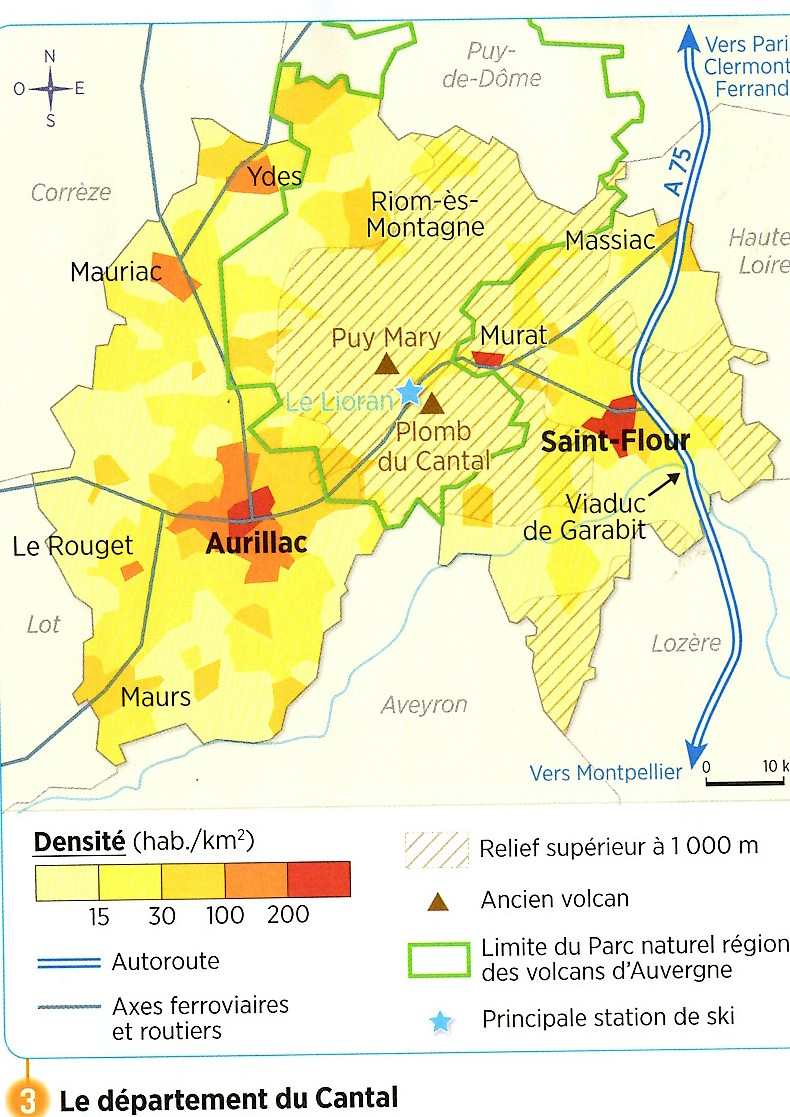 N
O E
S
Puy-
de-Dôme
Vers Pari
Clermont
Ferrand
A 75
Corrèze
Ydes
Riom-ès-
Montagne
Massiac
Haute
Loire
Mauriac
Puy Mary
Murat
Le Lioran
Plomb
du Cantal
Saint-Flour
Viaduc
de Garabit
Le Rouget
Aurillac
Lot
Lozère
Maurs
Aveyron
Vers Montpellier
0 10 k
Densité (hab./km²)
15 30 100 200
Autoroute
Axes ferroviaires
et routiers
Relief supérieur à 1 000 m
Ancien volcan
Limite du Parc naturel région
des volcans d'Auvergne
Principale station de ski
3 Le département du Cantal